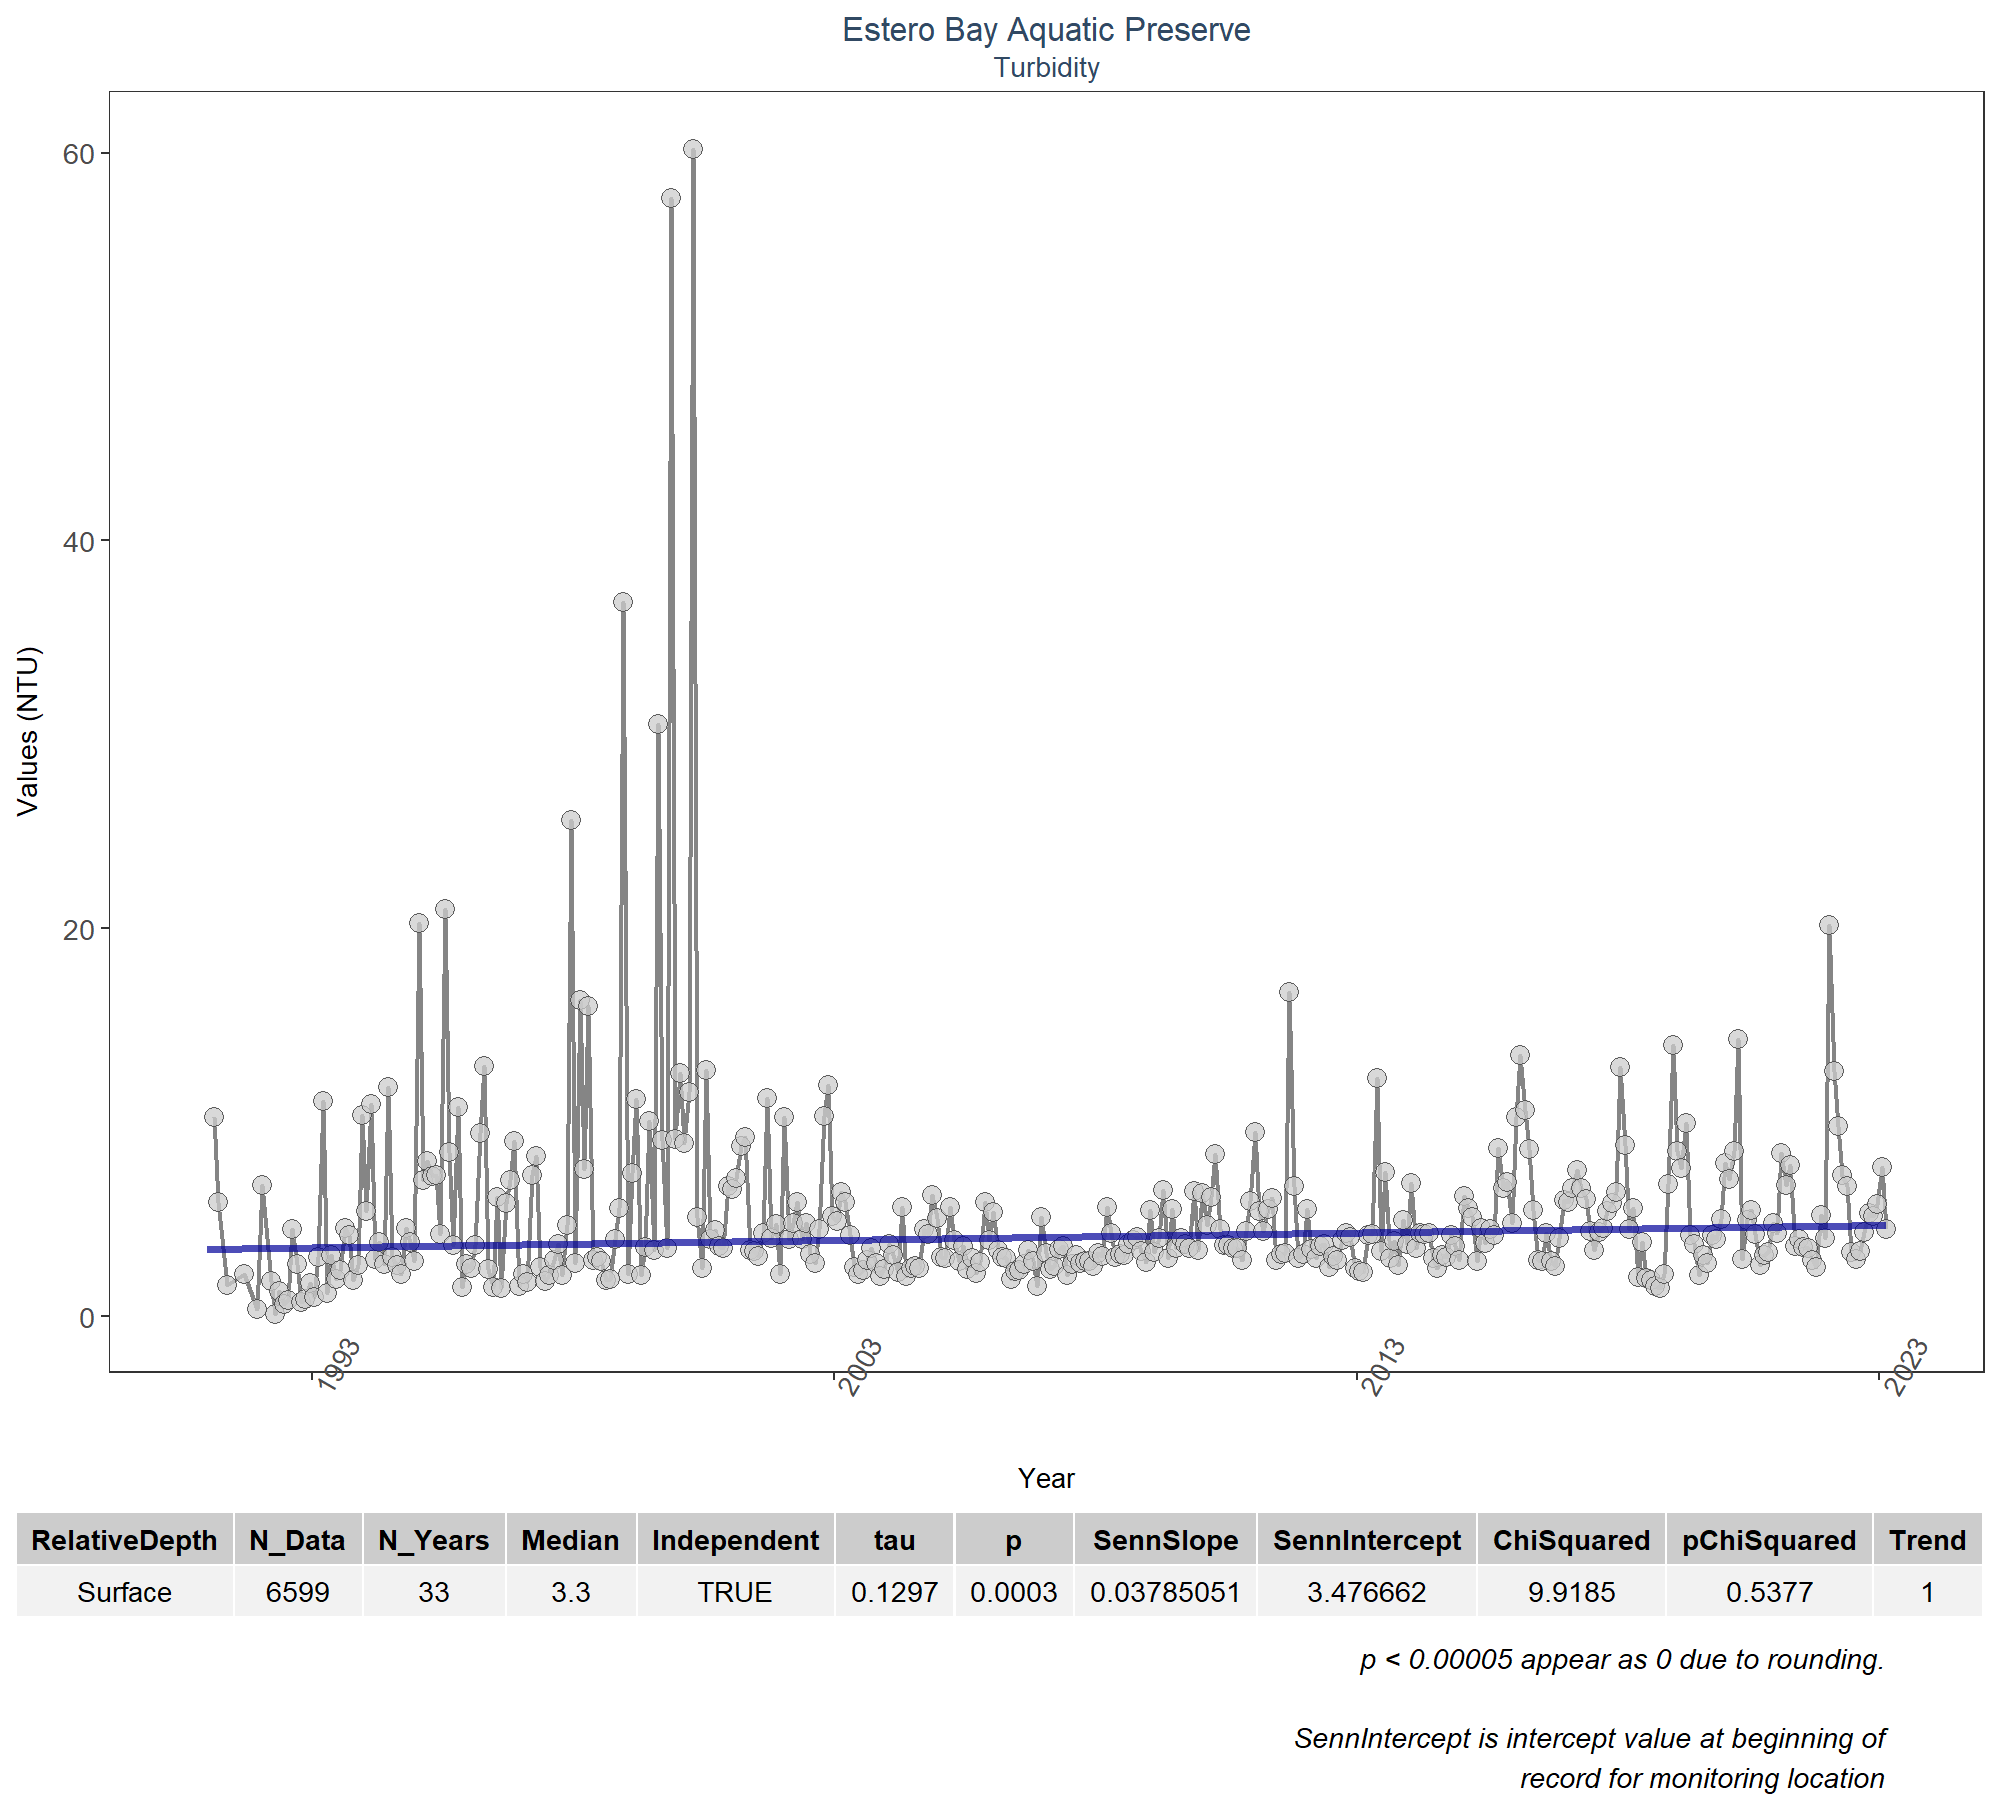 Estero Bay Aquatic Preserve
Turbidity
60
40
20
0
Values (NTU)
1993
2003
2013
2023
Year
RelativeDepth N_Data N_Years Median Independent tau p SennSlope SennIntercept ChiSquared pChiSquared Trend
Surface 6599 33 3.3 TRUE 0.1297 0.0003 0.03785051 3.476662 9.9185 0.5377 1
p < 0.00005 appear as 0 due to rounding.
SennIntercept is intercept value at beginning of
record for monitoring location